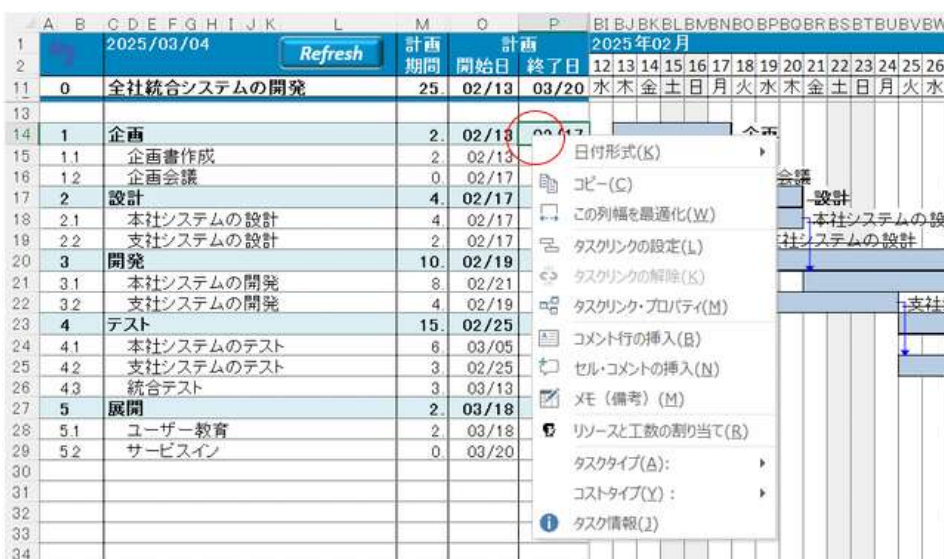 A B C D E F G H I J K L M O P BI BJ BK BL BM BN BO BP BQ BR BS BT BU BV BW
1 2025/03/04 Refresh 計画 計画 2025年02月
2 期間 開始日 終了日 12 13 14 15 16 17 18 19 20 21 22 23 24 25 26
11 0 全社統合システムの開発 25. 02/13 03/20 水 木 金 土 日 月 火 水 木 金 土 日 月 火 水
13
14 1 企画 2. 02/13 02/17 企画
15 1.1 企画書作成 2. 02/13
16 1.2 企画会議 0. 02/17 会議
17 2 設計 4. 02/17 設計
18 2.1 本社システムの設計 4. 02/17 本社システムの設
19 2.2 支社システムの設計 2. 02/17 社システムの設計
20 3 開発 10. 02/19
21 3.1 本社システムの開発 8. 02/21
22 3.2 支社システムの開発 4. 02/19 支社
23 4 テスト 15. 02/25
24 4.1 本社システムのテスト 6. 03/05
25 4.2 支社システムのテスト 3. 02/25
26 4.3 統合テスト 3. 03/13
27 5 展開 2. 03/18
28 5.1 ユーザー教育 2. 03/18
29 5.2 サービスイン 0. 03/20
30
31
32
33
34
日付形式(K)
コピー(C)
この列幅を最適化(W)
タスクリンクの設定(L)
タスクリンクの解除(K)
タスクリンク・プロパティ(M)
コメント行の挿入(B)
セル・コメントの挿入(N)
メモ（備考）(M)
リソースと工数の割り当て(R)
タスクタイプ(A):
コストタイプ(Y) :
タスク情報(J)